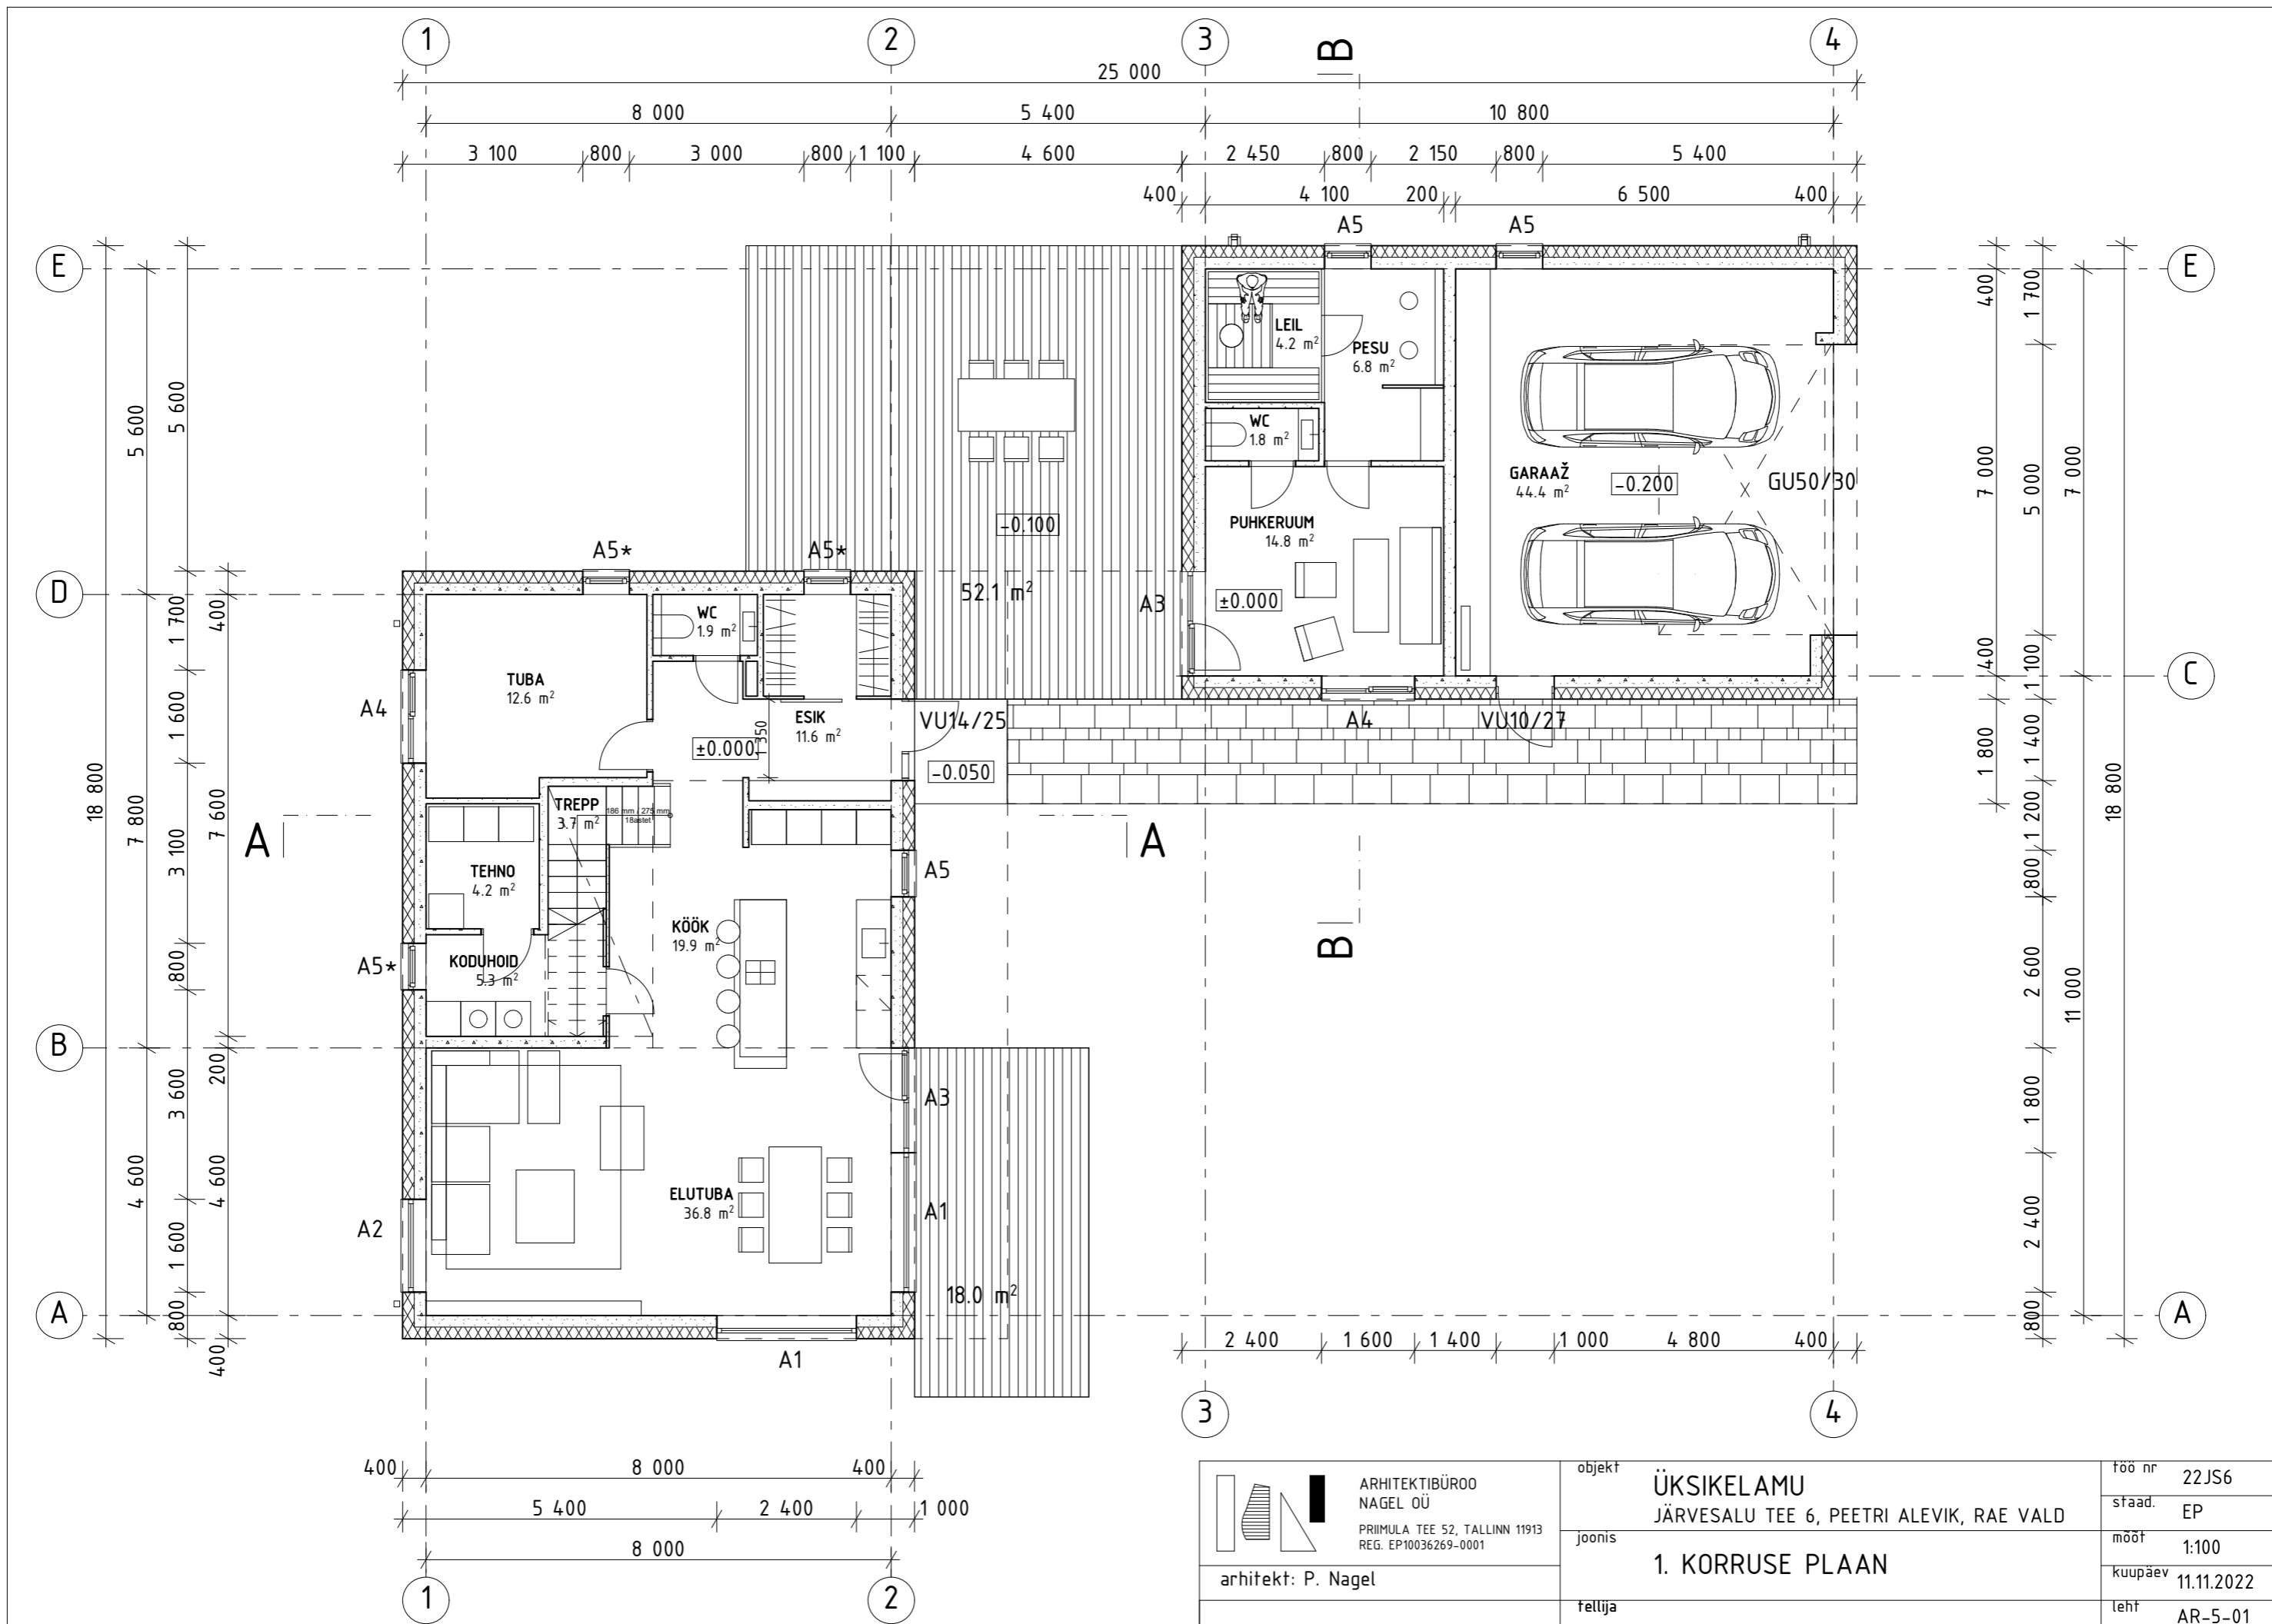 1 2 3 B 4
25 000
8 000 5 400 10 800
3 100 800 3 000 800 1 100 4 600 2 450 800 2 150 800 5 400
400 4 100 200 6 500 400
A5 A5
E E
18 800
5 600
5 600
1 700
1 600
3 100
800
3 600
1 600
800
7 800
4 600
400
7 600
200
4 600
400
LEIL
4.2 m²
PESU
6.8 m²
WC
1.8 m²
GARAAŽ
44.4 m²
-0.200
GU50/30
PUHKERUUM
14.8 m²
±0.000
A3
-0.100
52.1 m²
A5* A5*
D
WC
1.9 m²
TUBA
12.6 m²
A4
ESIK
11.6 m²
1 350
±0.000
VU14/25
-0.050
A4
VU10/27
C
TREPP
3.7 m²
186 mm 275 mm
18astet
A A
TEHNO
4.2 m²
A5
KÖÖK
19.9 m²
A5*
KODUHOID
5.3 m²
B
B
A3
ELUTUBA
36.8 m²
A2
A1
18.0 m²
A A
A1
400
7 000
400
1 800
1 700
5 000
1 100
1 400
1 200
800
2 600
1 800
2 400
800
7 000
11 000
18 800
2 400 1 600 1 400 1 000 4 800 400
3 4
400 8 000 400
5 400 2 400 1 000
8 000
1 2
ARHITEKTIBÜROO
NAGEL OÜ
PRIIMULA TEE 52, TALLINN 11913
REG. EP10036269-0001
arhitekt: P. Nagel
objekt
ÜKSIKELAMU
JÄRVESALU TEE 6, PEETRI ALEVIK, RAE VALD
joonis
1. KORRUSE PLAAN
tellija
töö nr 22JS6
staad. EP
mõõt 1:100
kuupäev 11.11.2022
leht AR-5-01